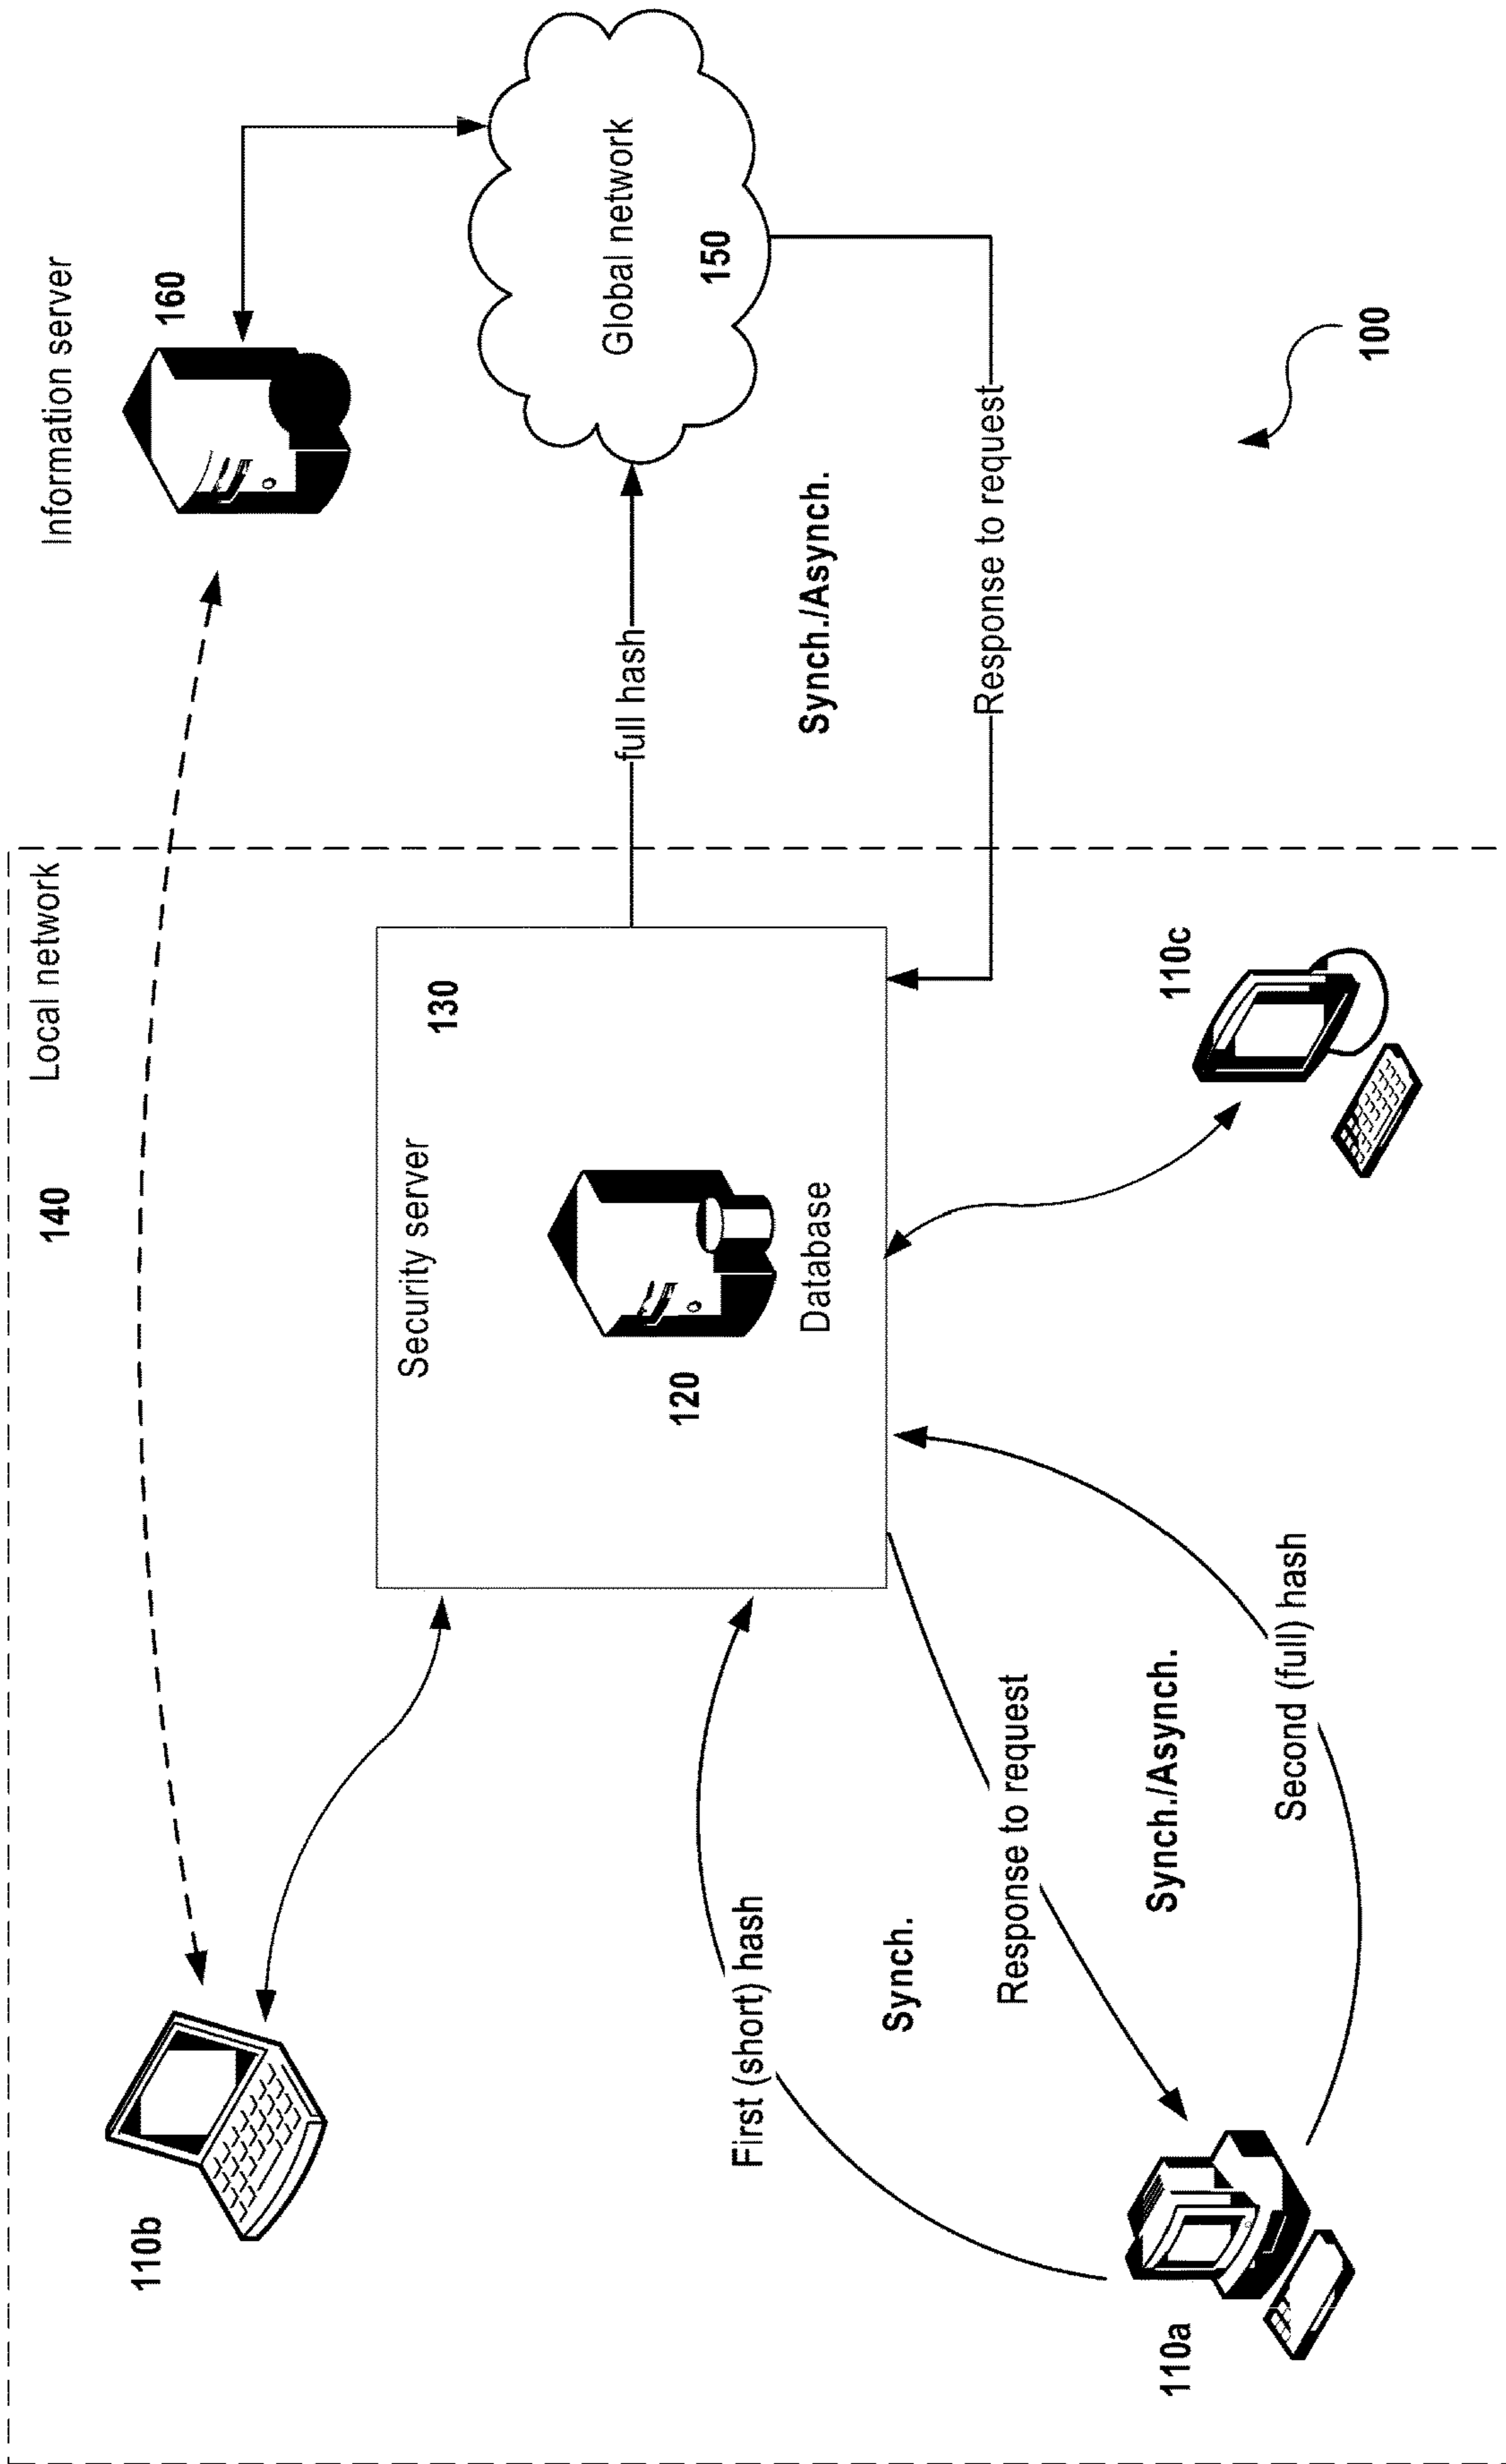 140
Local network
Information server
160
110b
Security server
130
120
Database
full hash
Global network
150
First (short) hash
Synch.
Response to request
Synch./Asynch.
Second (full) hash
110a
110c
Synch./Asynch.
Response to request
100